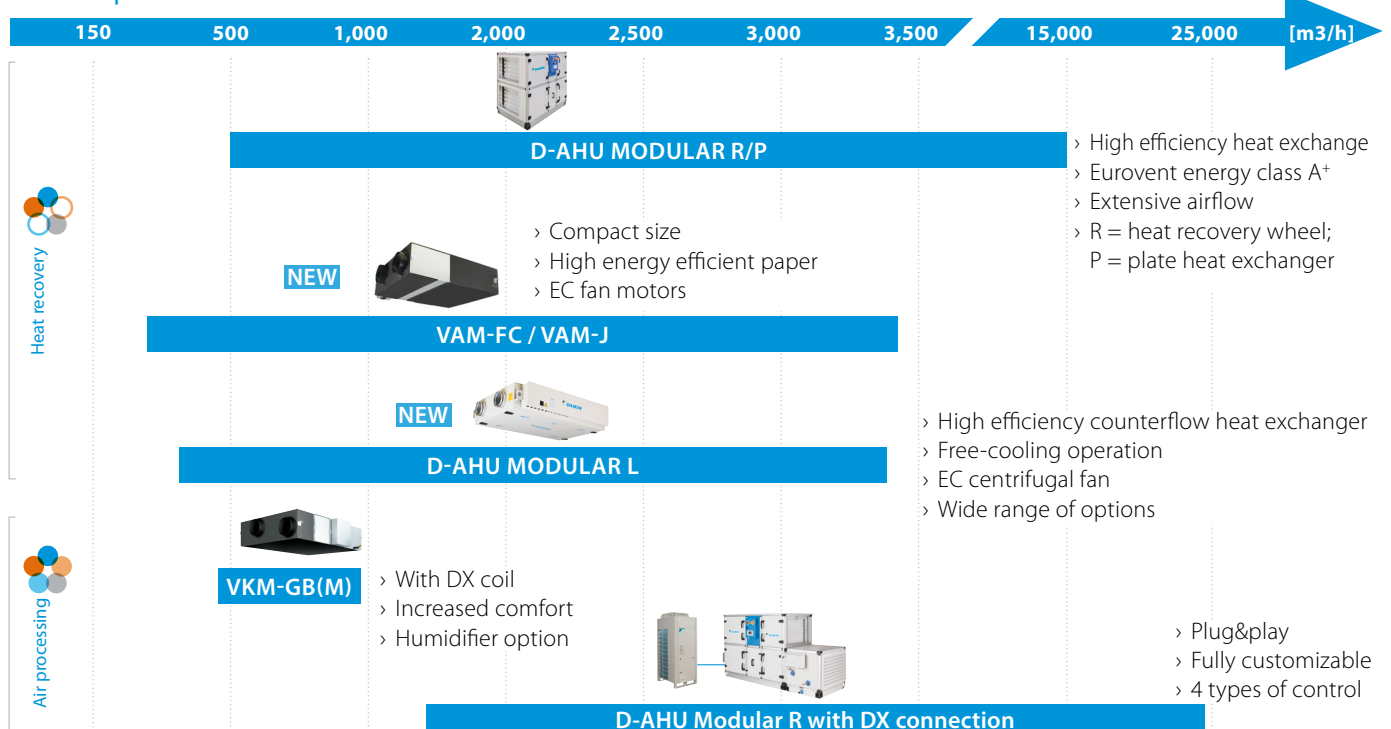 150 500 1,000 2,000 2,500 3,000 3,500 15,000 25,000 [m3/h]
Heat recovery
D-AHU MODULAR R/P
› High efficiency heat exchange
› Eurovent energy class A⁺
› Extensive airflow
› R = heat recovery wheel;
P = plate heat exchanger
NEW
› Compact size
› High energy efficient paper
› EC fan motors
VAM-FC / VAM-J
NEW
DAIKIN
D-AHU MODULAR L
› High efficiency counterflow heat exchanger
› Free-cooling operation
› EC centrifugal fan
› Wide range of options
Air processing
VKM-GB(M)
› With DX coil
› Increased comfort
› Humidifier option
› Plug&play
› Fully customizable
› 4 types of control
D-AHU Modular R with DX connection